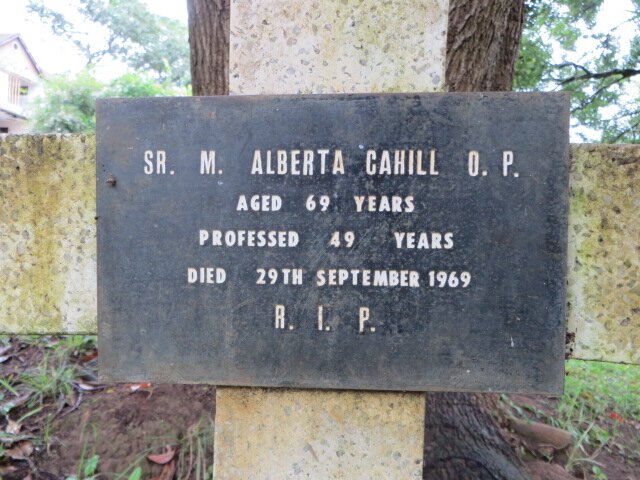 SR. M. ALBERTA CAHILL O. P.
AGED 69 YEARS
PROFESSED 49 YEARS
DIED 29TH SEPTEMBER 1969
R. I. P.